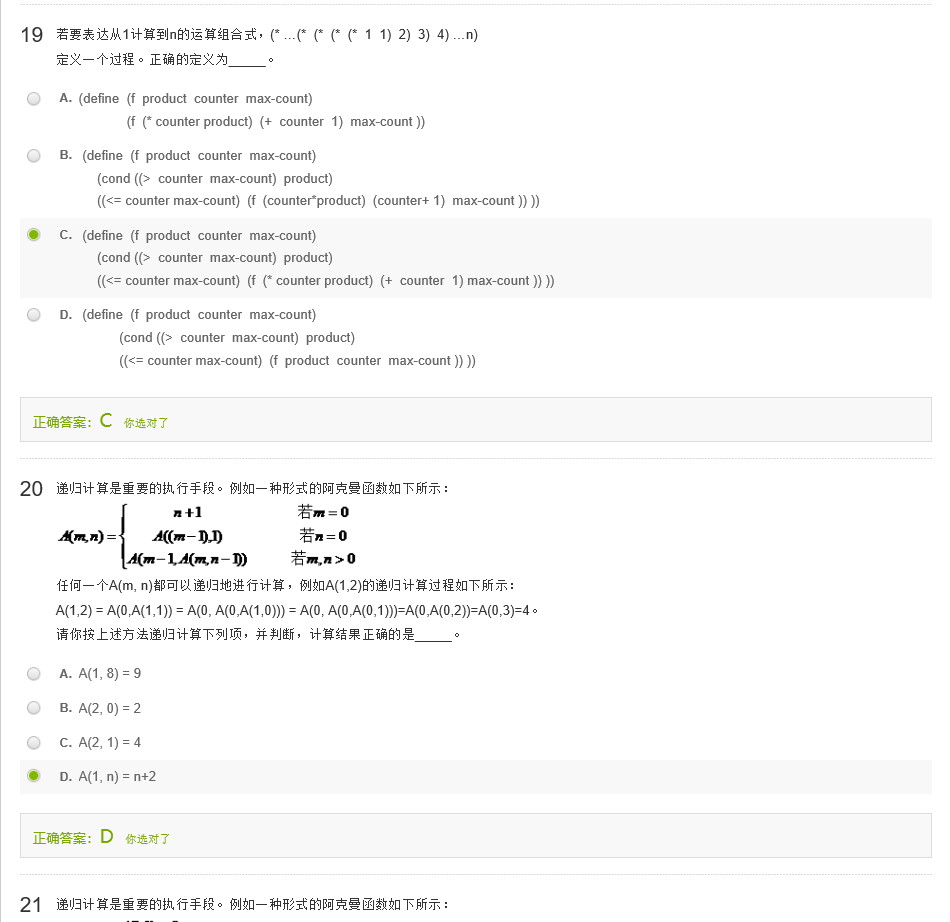 19 若要表达从1计算到n的运算组合式，(* ...(* (* (* (* 1 1) 2) 3) 4) ...n)
定义一个过程。正确的定义为_____。
A. (define (f product counter max-count)
(f (* counter product) (+ counter 1) max-count ))
B. (define (f product counter max-count)
(cond ((> counter max-count) product)
((<= counter max-count) (f (counter*product) (counter+ 1) max-count )) ))
C. (define (f product counter max-count)
(cond ((> counter max-count) product)
((<= counter max-count) (f (* counter product) (+ counter 1) max-count )) ))
D. (define (f product counter max-count)
(cond ((> counter max-count) product)
((<= counter max-count) (f product counter max-count )) ))
正确答案：C 你选对了
20 递归计算是重要的执行手段。例如一种形式的阿克曼函数如下所示：
n+1 若m=0
A(m,n)= A((m-1),1) 若n=0
A(m-1,A(m,n-1)) 若m,n>0
任何一个A(m, n)都可以递归地进行计算，例如A(1,2)的递归计算过程如下所示：
A(1,2) = A(0,A(1,1)) = A(0, A(0,A(1,0))) = A(0, A(0,A(0,1)))=A(0,A(0,2))=A(0,3)=4。
请你按上述方法递归计算下列项，并判断，计算结果正确的是_____。
A. A(1, 8) = 9
B. A(2, 0) = 2
C. A(2, 1) = 4
D. A(1, n) = n+2
正确答案：D 你选对了
21 递归计算是重要的执行手段。例如一种形式的阿克曼函数如下所示：